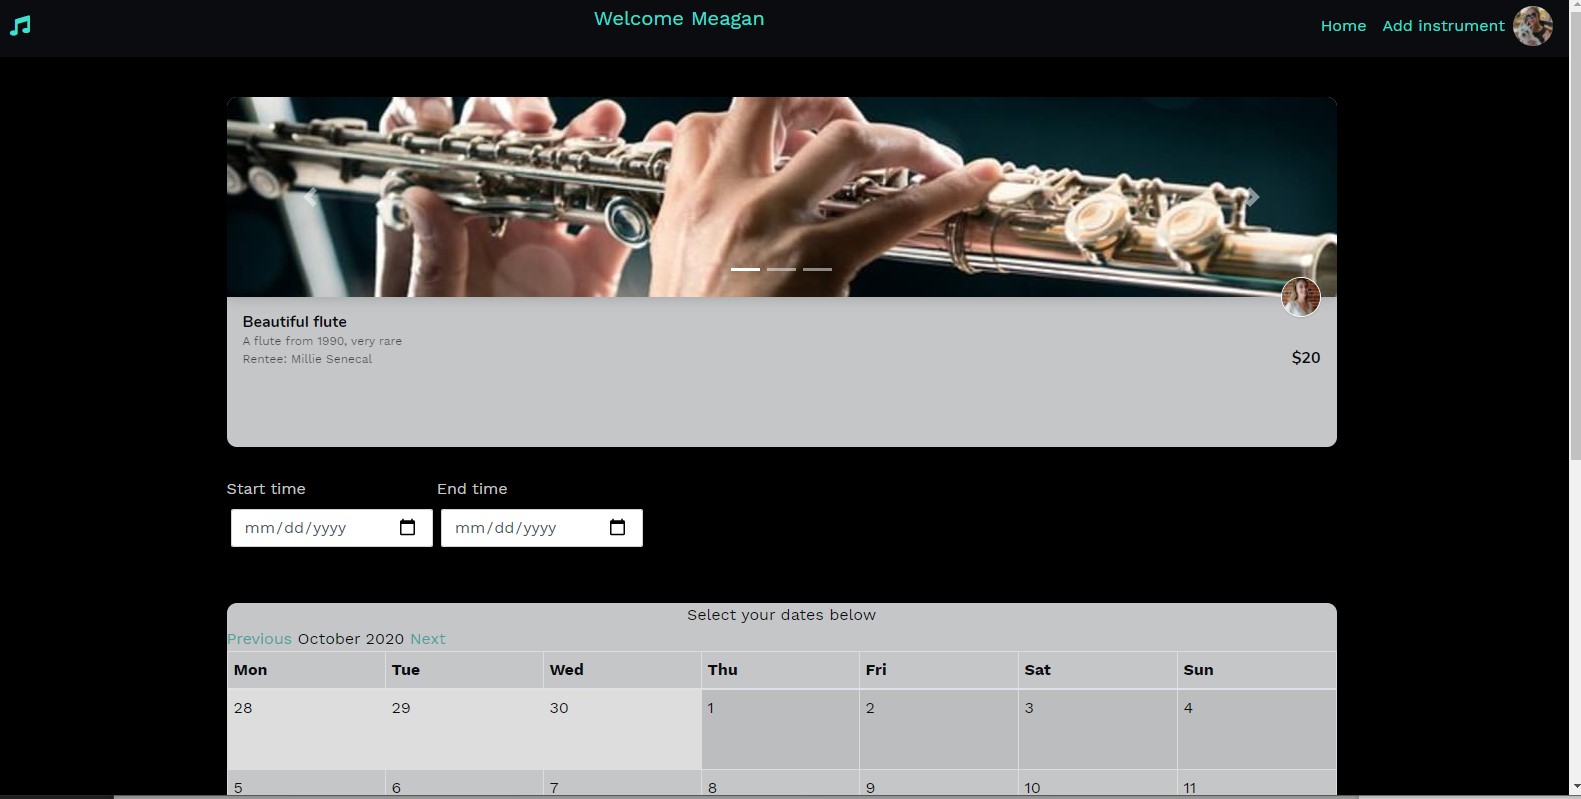 Welcome Meagan
Home Add instrument
Beautiful flute
A flute from 1990, very rare
Rentee: Millie Senecal
$20
Start time End time
mm/dd/yyyy mm/dd/yyyy
Select your dates below
Previous October 2020 Next
Mon Tue Wed Thu Fri Sat Sun
28 29 30 1 2 3 4
5 6 7 8 9 10 11